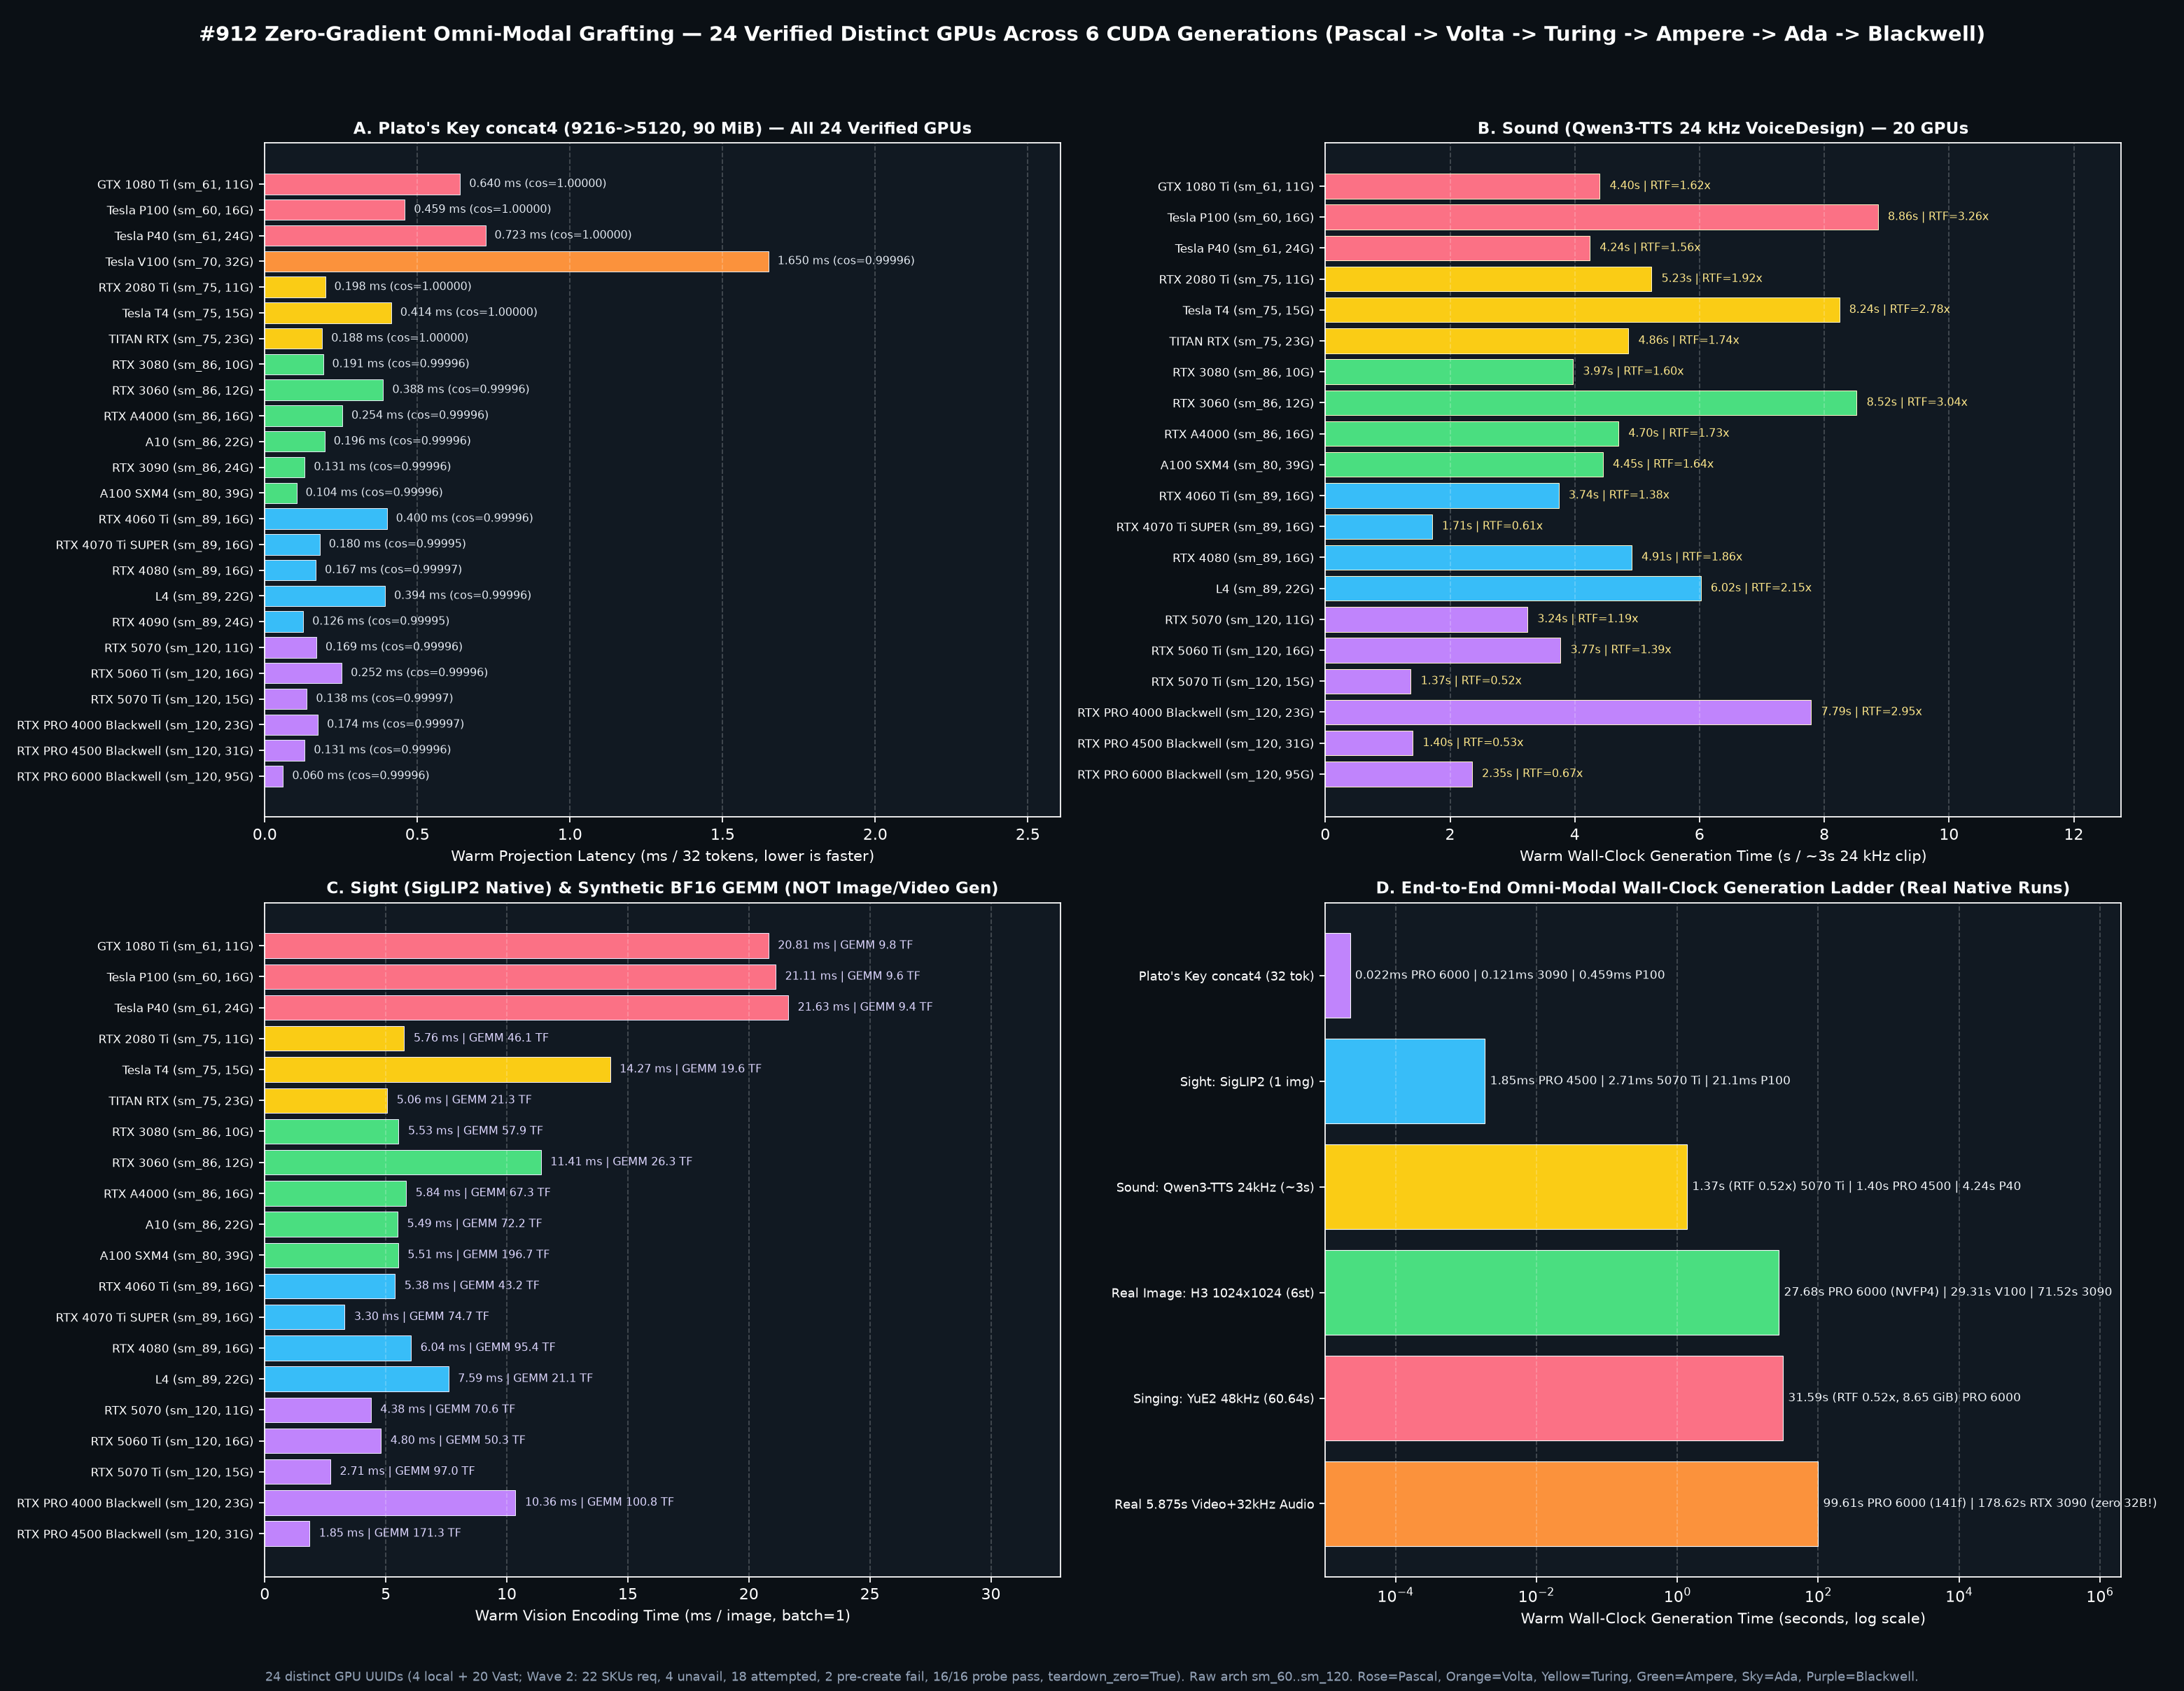 #912 Zero-Gradient Omni-Modal Grafting — 24 Verified Distinct GPUs Across 6 CUDA Generations (Pascal -> Volta -> Turing -> Ampere -> Ada -> Blackwell)
A. Plato's Key concat4 (9216->5120, 90 MiB) — All 24 Verified GPUs
GTX 1080 Ti (sm_61, 11G) 0.640 ms (cos=1.00000)
Tesla P100 (sm_60, 16G) 0.459 ms (cos=1.00000)
Tesla P40 (sm_61, 24G) 0.723 ms (cos=1.00000)
Tesla V100 (sm_70, 32G) 1.650 ms (cos=0.99996)
RTX 2080 Ti (sm_75, 11G) 0.198 ms (cos=1.00000)
Tesla T4 (sm_75, 15G) 0.414 ms (cos=1.00000)
TITAN RTX (sm_75, 23G) 0.188 ms (cos=1.00000)
RTX 3080 (sm_86, 10G) 0.191 ms (cos=0.99996)
RTX 3060 (sm_86, 12G) 0.388 ms (cos=0.99996)
RTX A4000 (sm_86, 16G) 0.254 ms (cos=0.99996)
A10 (sm_86, 22G) 0.196 ms (cos=0.99996)
RTX 3090 (sm_86, 24G) 0.131 ms (cos=0.99996)
A100 SXM4 (sm_80, 39G) 0.104 ms (cos=0.99996)
RTX 4060 Ti (sm_89, 16G) 0.400 ms (cos=0.99996)
RTX 4070 Ti SUPER (sm_89, 16G) 0.180 ms (cos=0.99995)
RTX 4080 (sm_89, 16G) 0.167 ms (cos=0.99997)
L4 (sm_89, 22G) 0.394 ms (cos=0.99996)
RTX 4090 (sm_89, 24G) 0.126 ms (cos=0.99995)
RTX 5070 (sm_120, 11G) 0.169 ms (cos=0.99996)
RTX 5060 Ti (sm_120, 16G) 0.252 ms (cos=0.99996)
RTX 5070 Ti (sm_120, 15G) 0.138 ms (cos=0.99997)
RTX PRO 4000 Blackwell (sm_120, 23G) 0.174 ms (cos=0.99997)
RTX PRO 4500 Blackwell (sm_120, 31G) 0.131 ms (cos=0.99996)
RTX PRO 6000 Blackwell (sm_120, 95G) 0.060 ms (cos=0.99996)
0.0 0.5 1.0 1.5 2.0 2.5
Warm Projection Latency (ms / 32 tokens, lower is faster)
B. Sound (Qwen3-TTS 24 kHz VoiceDesign) — 20 GPUs
GTX 1080 Ti (sm_61, 11G) 4.40s | RTF=1.62x
Tesla P100 (sm_60, 16G) 8.86s | RTF=3.26x
Tesla P40 (sm_61, 24G) 4.24s | RTF=1.56x
RTX 2080 Ti (sm_75, 11G) 5.23s | RTF=1.92x
Tesla T4 (sm_75, 15G) 8.24s | RTF=2.78x
TITAN RTX (sm_75, 23G) 4.86s | RTF=1.74x
RTX 3080 (sm_86, 10G) 3.97s | RTF=1.60x
RTX 3060 (sm_86, 12G) 8.52s | RTF=3.04x
RTX A4000 (sm_86, 16G) 4.70s | RTF=1.73x
A100 SXM4 (sm_80, 39G) 4.45s | RTF=1.64x
RTX 4060 Ti (sm_89, 16G) 3.74s | RTF=1.38x
RTX 4070 Ti SUPER (sm_89, 16G) 1.71s | RTF=0.61x
RTX 4080 (sm_89, 16G) 4.91s | RTF=1.86x
L4 (sm_89, 22G) 6.02s | RTF=2.15x
RTX 5070 (sm_120, 11G) 3.24s | RTF=1.19x
RTX 5060 Ti (sm_120, 16G) 3.77s | RTF=1.39x
RTX 5070 Ti (sm_120, 15G) 1.37s | RTF=0.52x
RTX PRO 4000 Blackwell (sm_120, 23G) 7.79s | RTF=2.95x
RTX PRO 4500 Blackwell (sm_120, 31G) 1.40s | RTF=0.53x
RTX PRO 6000 Blackwell (sm_120, 95G) 2.35s | RTF=0.67x
0 2 4 6 8 10 12
Warm Wall-Clock Generation Time (s / ~3s 24 kHz clip)
C. Sight (SigLIP2 Native) & Synthetic BF16 GEMM (NOT Image/Video Gen)
GTX 1080 Ti (sm_61, 11G) 20.81 ms | GEMM 9.8 TF
Tesla P100 (sm_60, 16G) 21.11 ms | GEMM 9.6 TF
Tesla P40 (sm_61, 24G) 21.63 ms | GEMM 9.4 TF
RTX 2080 Ti (sm_75, 11G) 5.76 ms | GEMM 46.1 TF
Tesla T4 (sm_75, 15G) 14.27 ms | GEMM 19.6 TF
TITAN RTX (sm_75, 23G) 5.06 ms | GEMM 21.3 TF
RTX 3080 (sm_86, 10G) 5.53 ms | GEMM 57.9 TF
RTX 3060 (sm_86, 12G) 11.41 ms | GEMM 26.3 TF
RTX A4000 (sm_86, 16G) 5.84 ms | GEMM 67.3 TF
A10 (sm_86, 22G) 5.49 ms | GEMM 72.2 TF
A100 SXM4 (sm_80, 39G) 5.51 ms | GEMM 196.7 TF
RTX 4060 Ti (sm_89, 16G) 5.38 ms | GEMM 43.2 TF
RTX 4070 Ti SUPER (sm_89, 16G) 3.30 ms | GEMM 74.7 TF
RTX 4080 (sm_89, 16G) 6.04 ms | GEMM 95.4 TF
L4 (sm_89, 22G) 7.59 ms | GEMM 21.1 TF
RTX 5070 (sm_120, 11G) 4.38 ms | GEMM 70.6 TF
RTX 5060 Ti (sm_120, 16G) 4.80 ms | GEMM 50.3 TF
RTX 5070 Ti (sm_120, 15G) 2.71 ms | GEMM 97.0 TF
RTX PRO 4000 Blackwell (sm_120, 23G) 10.36 ms | GEMM 100.8 TF
RTX PRO 4500 Blackwell (sm_120, 31G) 1.85 ms | GEMM 171.3 TF
0 5 10 15 20 25 30
Warm Vision Encoding Time (ms / image, batch=1)
D. End-to-End Omni-Modal Wall-Clock Generation Ladder (Real Native Runs)
Plato's Key concat4 (32 tok) 0.022ms PRO 6000 | 0.121ms 3090 | 0.459ms P100
Sight: SigLIP2 (1 img) 1.85ms PRO 4500 | 2.71ms 5070 Ti | 21.1ms P100
Sound: Qwen3-TTS 24kHz (~3s) 1.37s (RTF 0.52x) 5070 Ti | 1.40s PRO 4500 | 4.24s P40
Real Image: H3 1024x1024 (6st) 27.68s PRO 6000 (NVFP4) | 29.31s V100 | 71.52s 3090
Singing: YuE2 48kHz (60.64s) 31.59s (RTF 0.52x, 8.65 GiB) PRO 6000
Real 5.875s Video+32kHz Audio 99.61s PRO 6000 (141f) | 178.62s RTX 3090 (zero 32B!)
10⁻⁴ 10⁻² 10⁰ 10² 10⁴ 10⁶
Warm Wall-Clock Generation Time (seconds, log scale)
24 distinct GPU UUIDs (4 local + 20 Vast; Wave 2: 22 SKUs req, 4 unavail, 18 attempted, 2 pre-create fail, 16/16 probe pass, teardown_zero=True). Raw arch sm_60..sm_120. Rose=Pascal, Orange=Volta, Yellow=Turing, Green=Ampere, Sky=Ada, Purple=Blackwell.